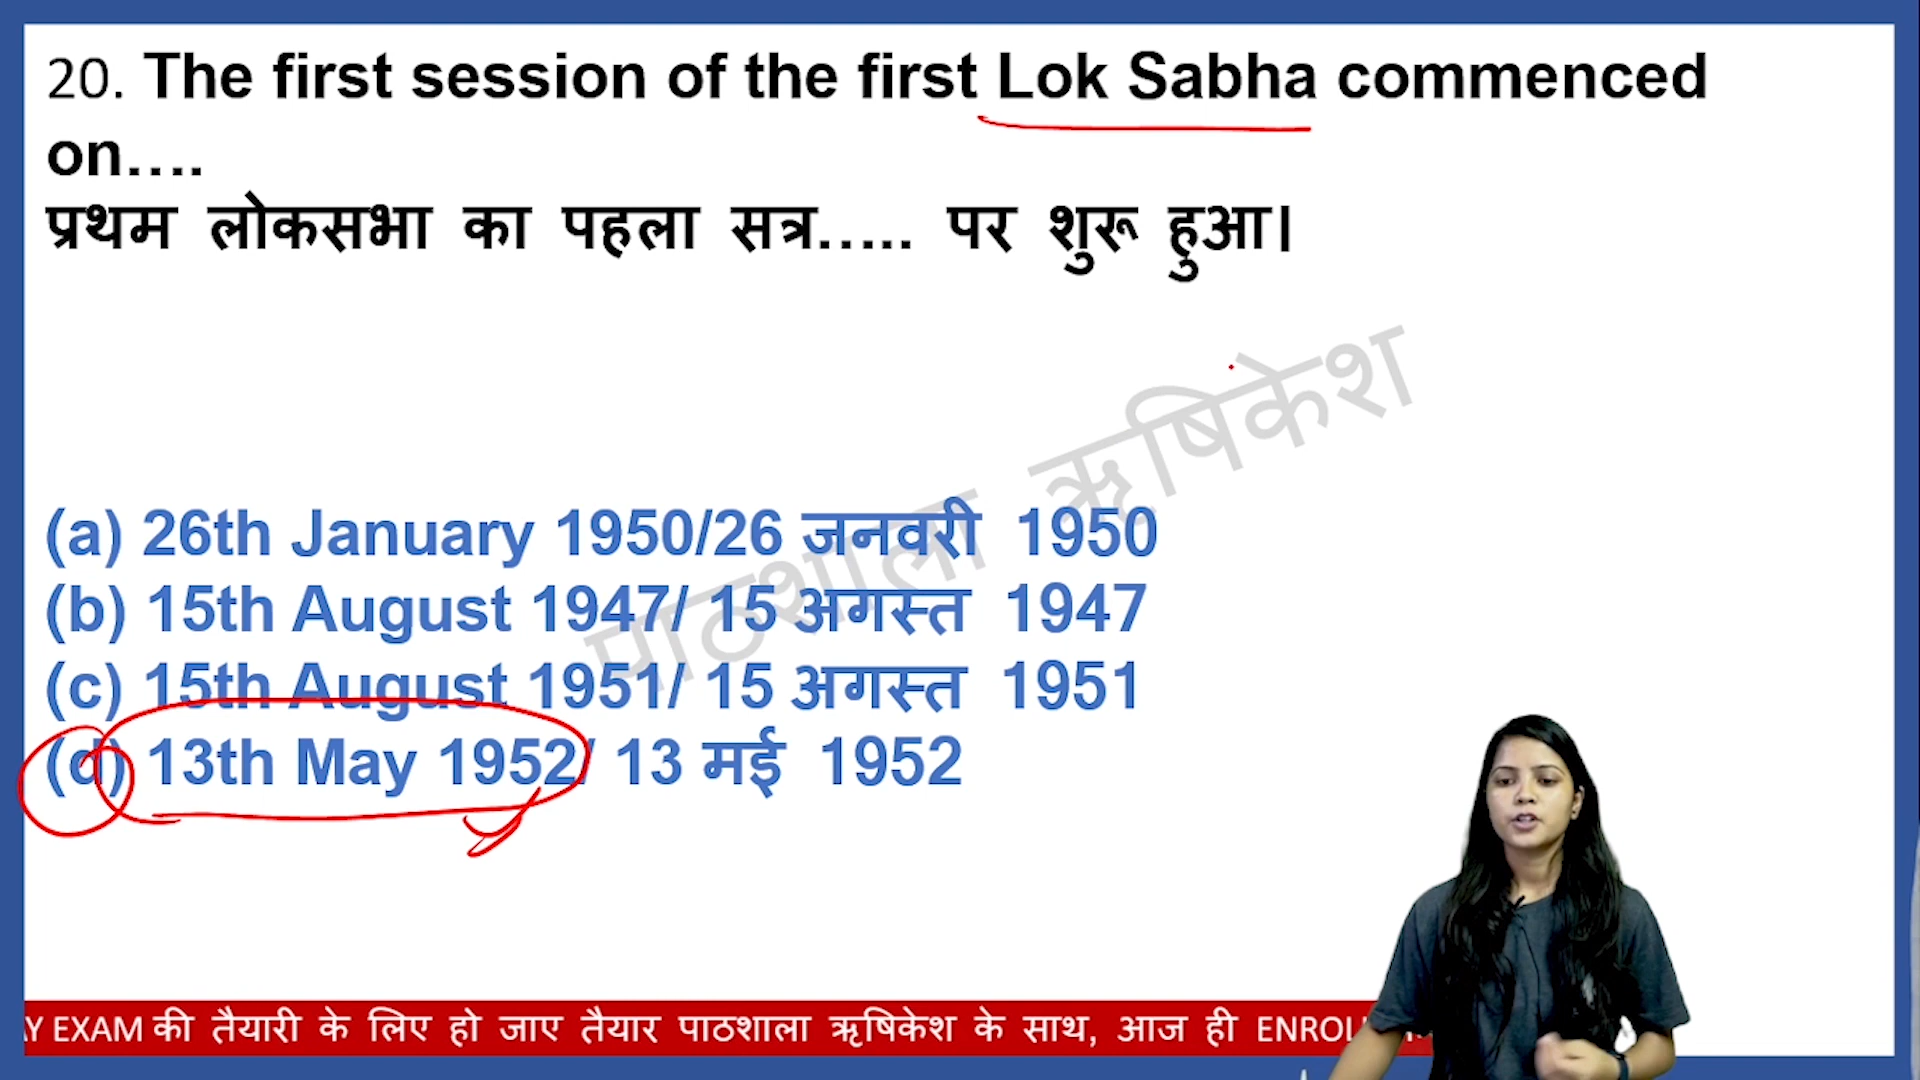 20. The first session of the first Lok Sabha commenced
on....
प्रथम लोकसभा का पहला सत्र..... पर शुरू हुआ।
पाठशाला ऋषिकेश
(a) 26th January 1950/26 जनवरी 1950
(b) 15th August 1947/ 15 अगस्त 1947
(c) 15th August 1951/ 15 अगस्त 1951
(d) 13th May 1952/ 13 मई 1952
EXAM की तैयारी के लिए हो जाए तैयार पाठशाला ऋषिकेश के साथ, आज ही